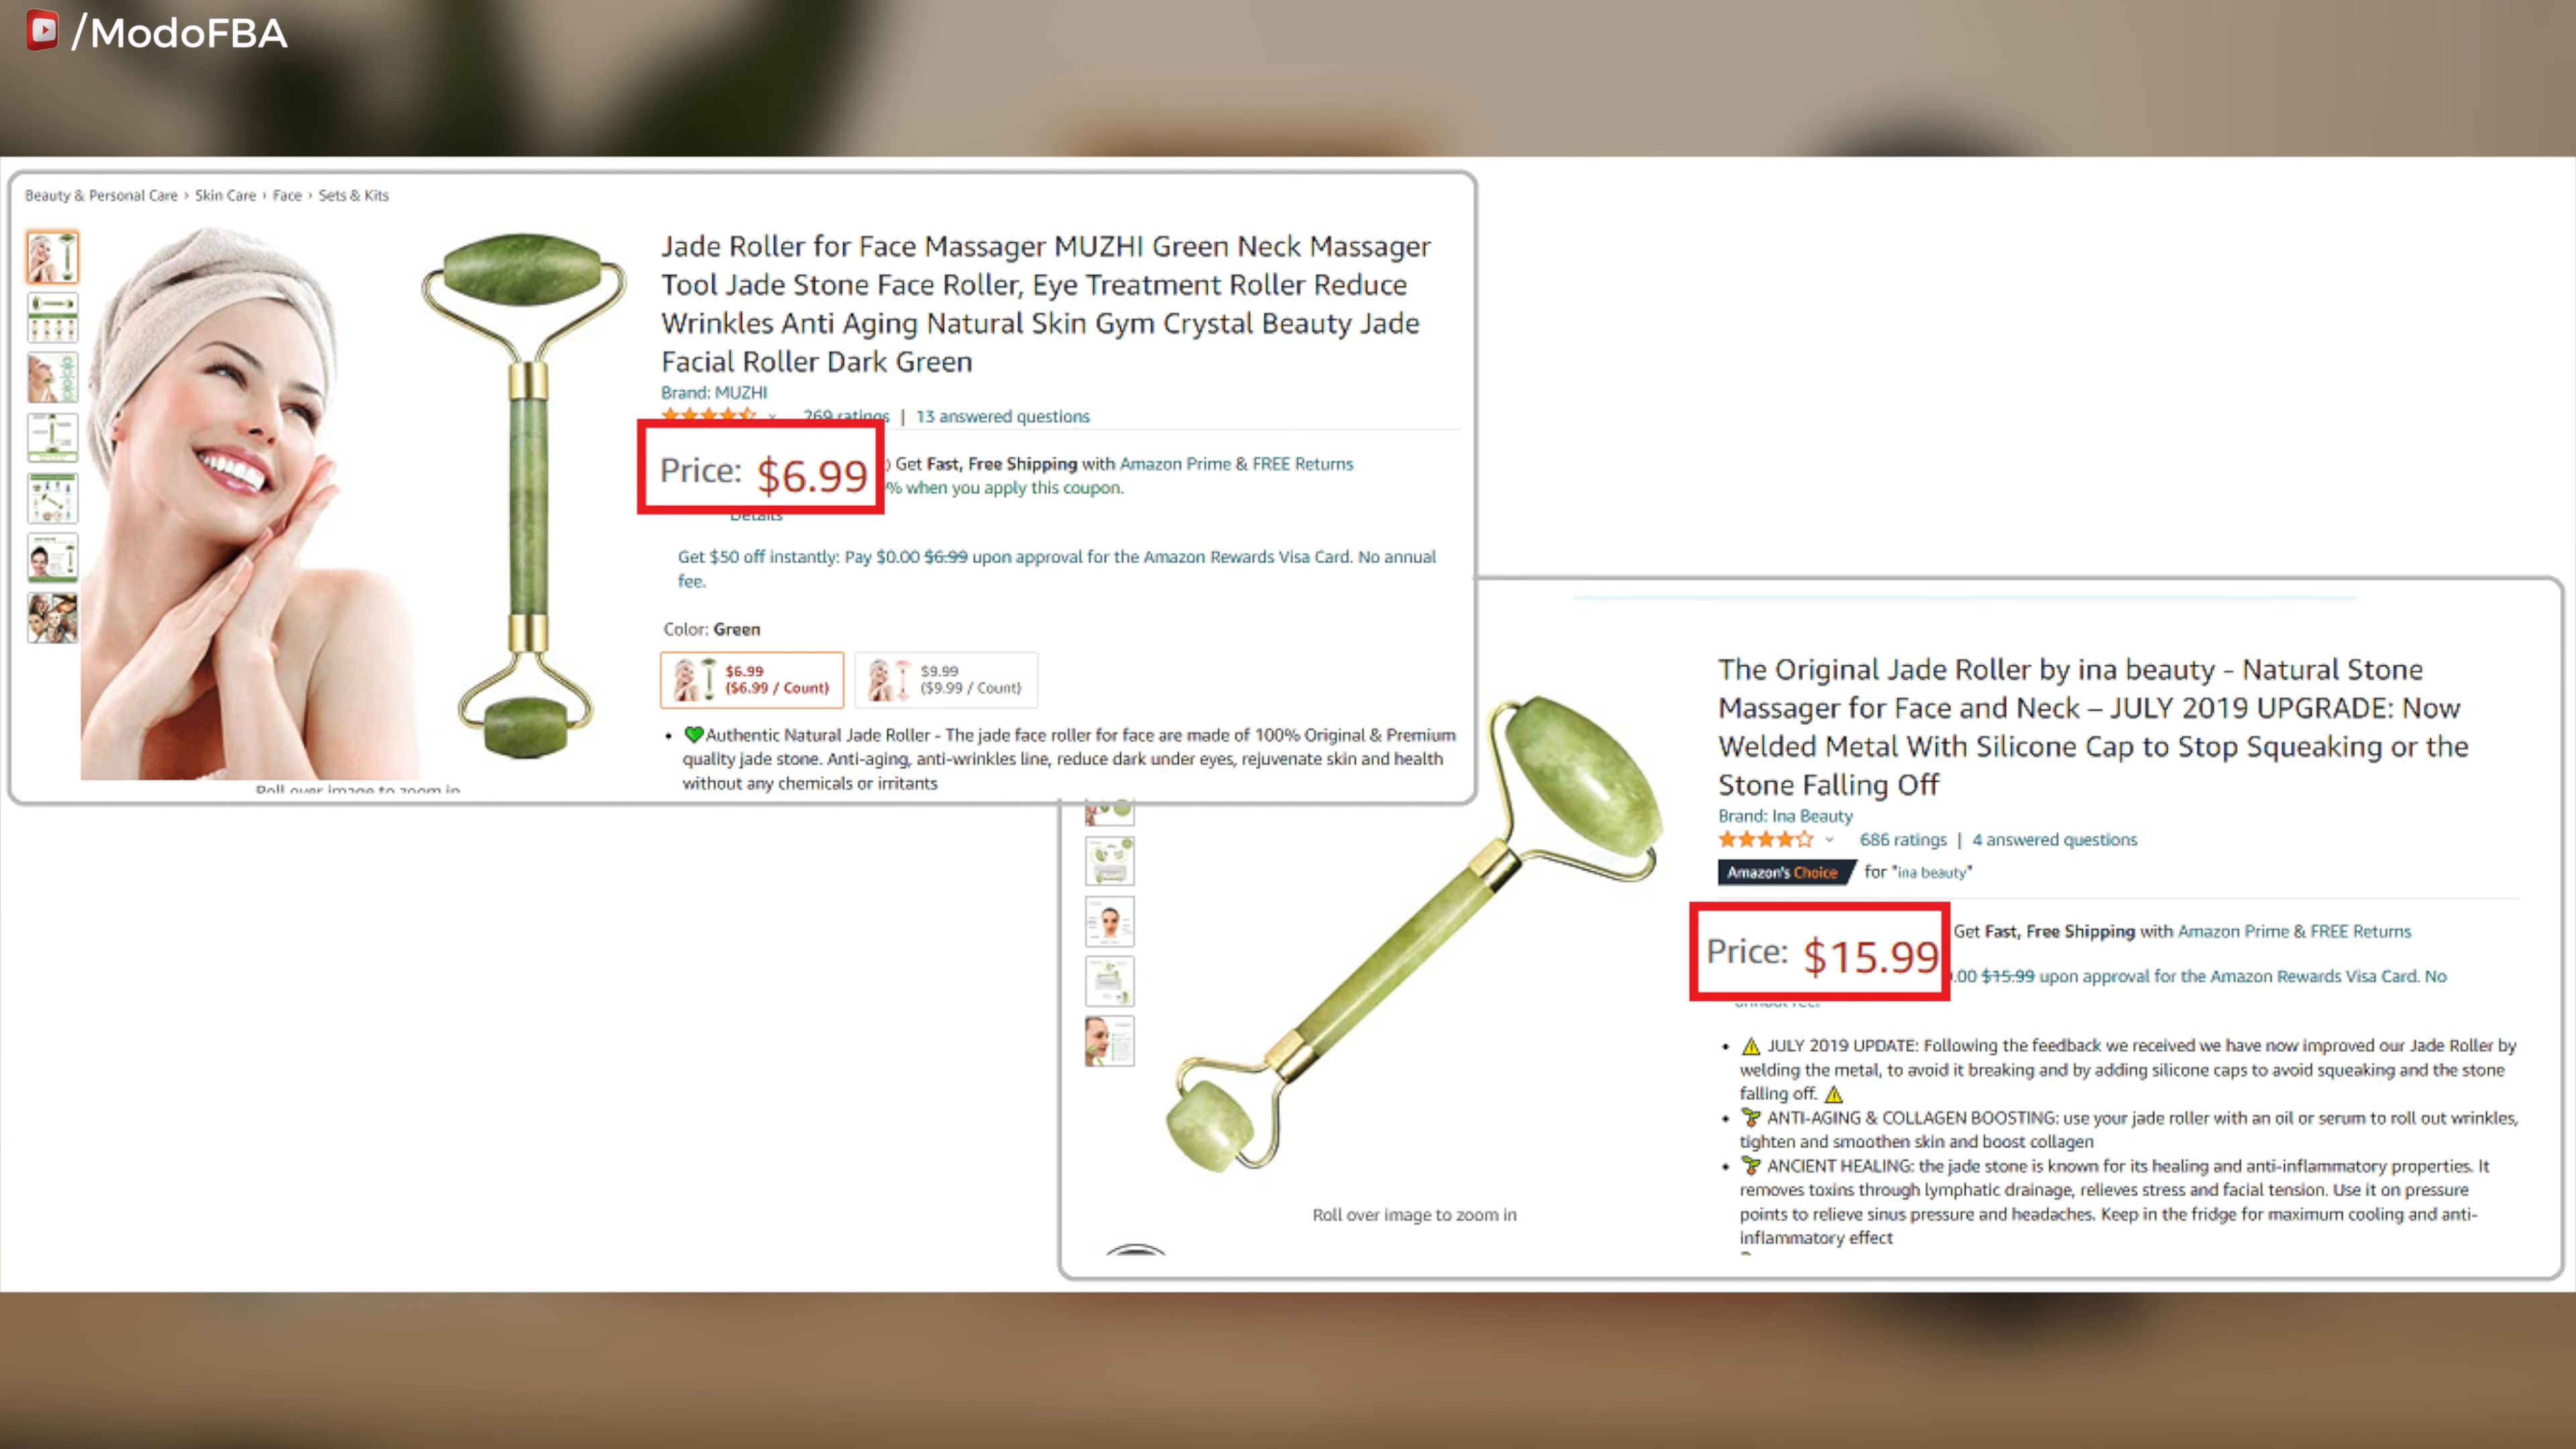 /ModoFBA
Beauty & Personal Care › Skin Care › Face › Sets & Kits
Jade Roller for Face Massager MUZHI Green Neck Massager
Tool Jade Stone Face Roller, Eye Treatment Roller Reduce
Wrinkles Anti Aging Natural Skin Gym Crystal Beauty Jade
Facial Roller Dark Green
Brand: MUZHI
269 ratings | 13 answered questions
Price: $6.99 ) Get Fast, Free Shipping with Amazon Prime & FREE Returns
% when you apply this coupon.
Details
Get $50 off instantly: Pay $0.00 $6.99 upon approval for the Amazon Rewards Visa Card. No annual
fee.
Color: Green
$6.99 $9.99
($6.99 / Count) ($9.99 / Count)
• 💚Authentic Natural Jade Roller - The jade face roller for face are made of 100% Original & Premium
quality jade stone. Anti-aging, anti-wrinkles line, reduce dark under eyes, rejuvenate skin and health
without any chemicals or irritants
Roll over image to zoom in
The Original Jade Roller by ina beauty - Natural Stone
Massager for Face and Neck – JULY 2019 UPGRADE: Now
Welded Metal With Silicone Cap to Stop Squeaking or the
Stone Falling Off
Brand: Ina Beauty
686 ratings | 4 answered questions
Amazon's Choice for "ina beauty"
Price: $15.99 Get Fast, Free Shipping with Amazon Prime & FREE Returns
.00 $15.99 upon approval for the Amazon Rewards Visa Card. No
annual fee.
• ⚠ JULY 2019 UPDATE: Following the feedback we received we have now improved our Jade Roller by
welding the metal, to avoid it breaking and by adding silicone caps to avoid squeaking and the stone
falling off. ⚠
• ANTI-AGING & COLLAGEN BOOSTING: use your jade roller with an oil or serum to roll out wrinkles,
tighten and smoothen skin and boost collagen
• ANCIENT HEALING: the jade stone is known for its healing and anti-inflammatory properties. It
removes toxins through lymphatic drainage, relieves stress and facial tension. Use it on pressure
points to relieve sinus pressure and headaches. Keep in the fridge for maximum cooling and anti-
inflammatory effect
Roll over image to zoom in